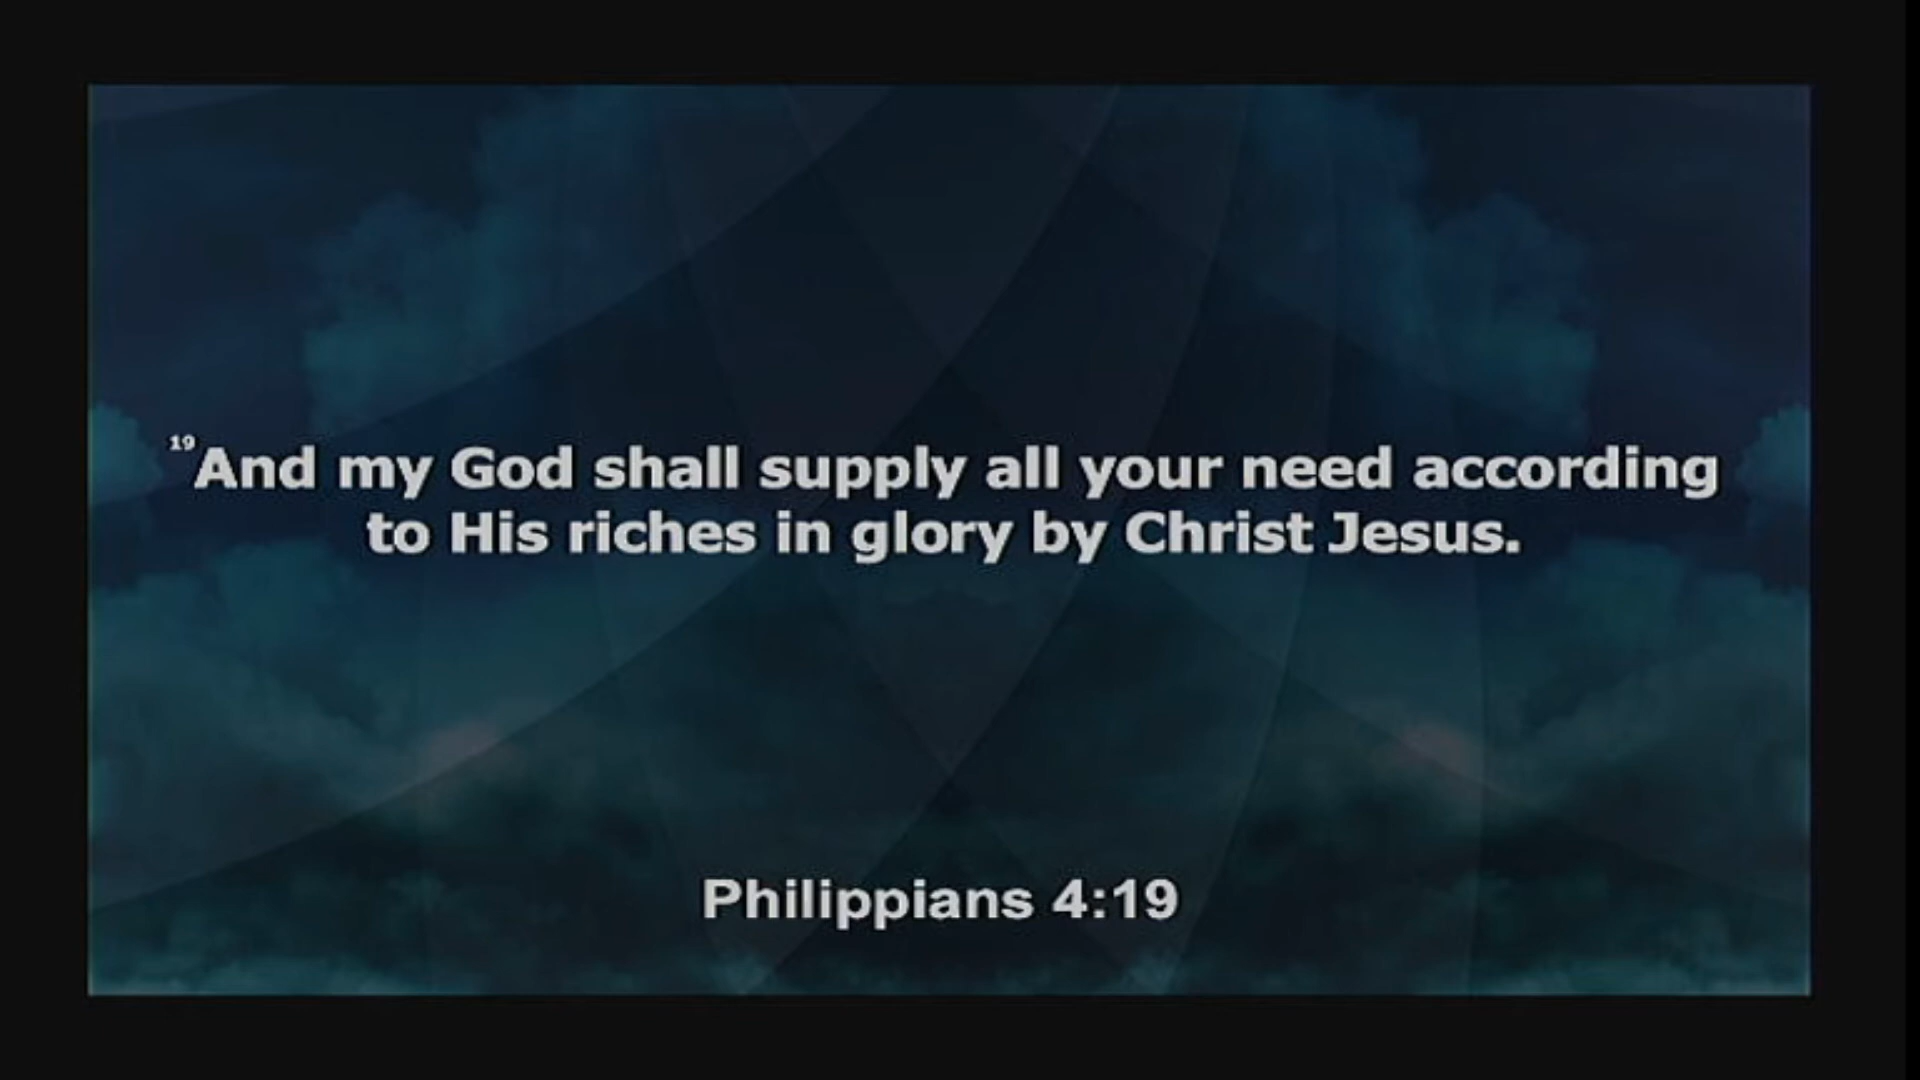 19And my God shall supply all your need according
to His riches in glory by Christ Jesus.
Philippians 4:19